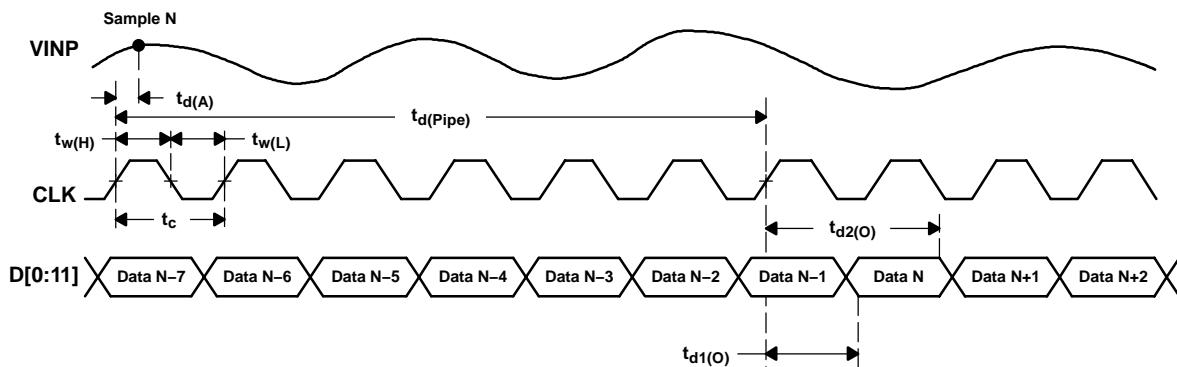 Sample N
VINP
td(A)
td(Pipe)
tw(H)
tw(L)
CLK
tc
td2(O)
D[0:11]
Data N–7
Data N–6
Data N–5
Data N–4
Data N–3
Data N–2
Data N–1
Data N
Data N+1
Data N+2
td1(O)